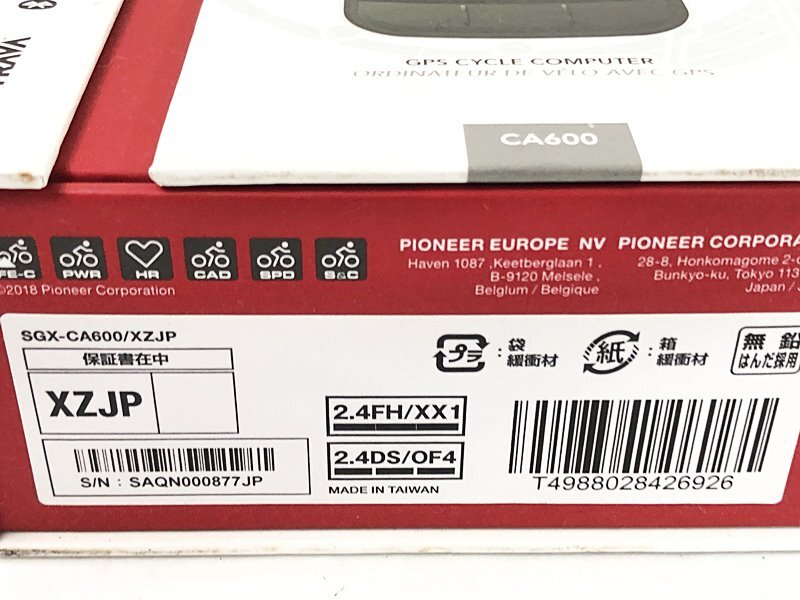 TRAVA
GPS CYCLE COMPUTER
ORDINATEUR DE VÉLO AVEC GPS
CA600
FE-C
PWR
HR
CAD
SPD
S&C
©2018 Pioneer Corporation
PIONEER EUROPE NV
Haven 1087 ,Keetberglaan 1 ,
B-9120 Melsele ,
Belgium / Belgique
PIONEER CORPORA
28-8, Honkomagome 2-c
Bunkyo-ku, Tokyo 113
Japan / J
SGX-CA600/XZJP
保証書在中
XZJP
S/N : SAQN000877JP
2.4FH/XX1
2.4DS/OF4
MADE IN TAIWAN
プラ : 袋
緩衝材
紙 : 箱
緩衝材
無 鉛
はんだ採用
T4988028426926